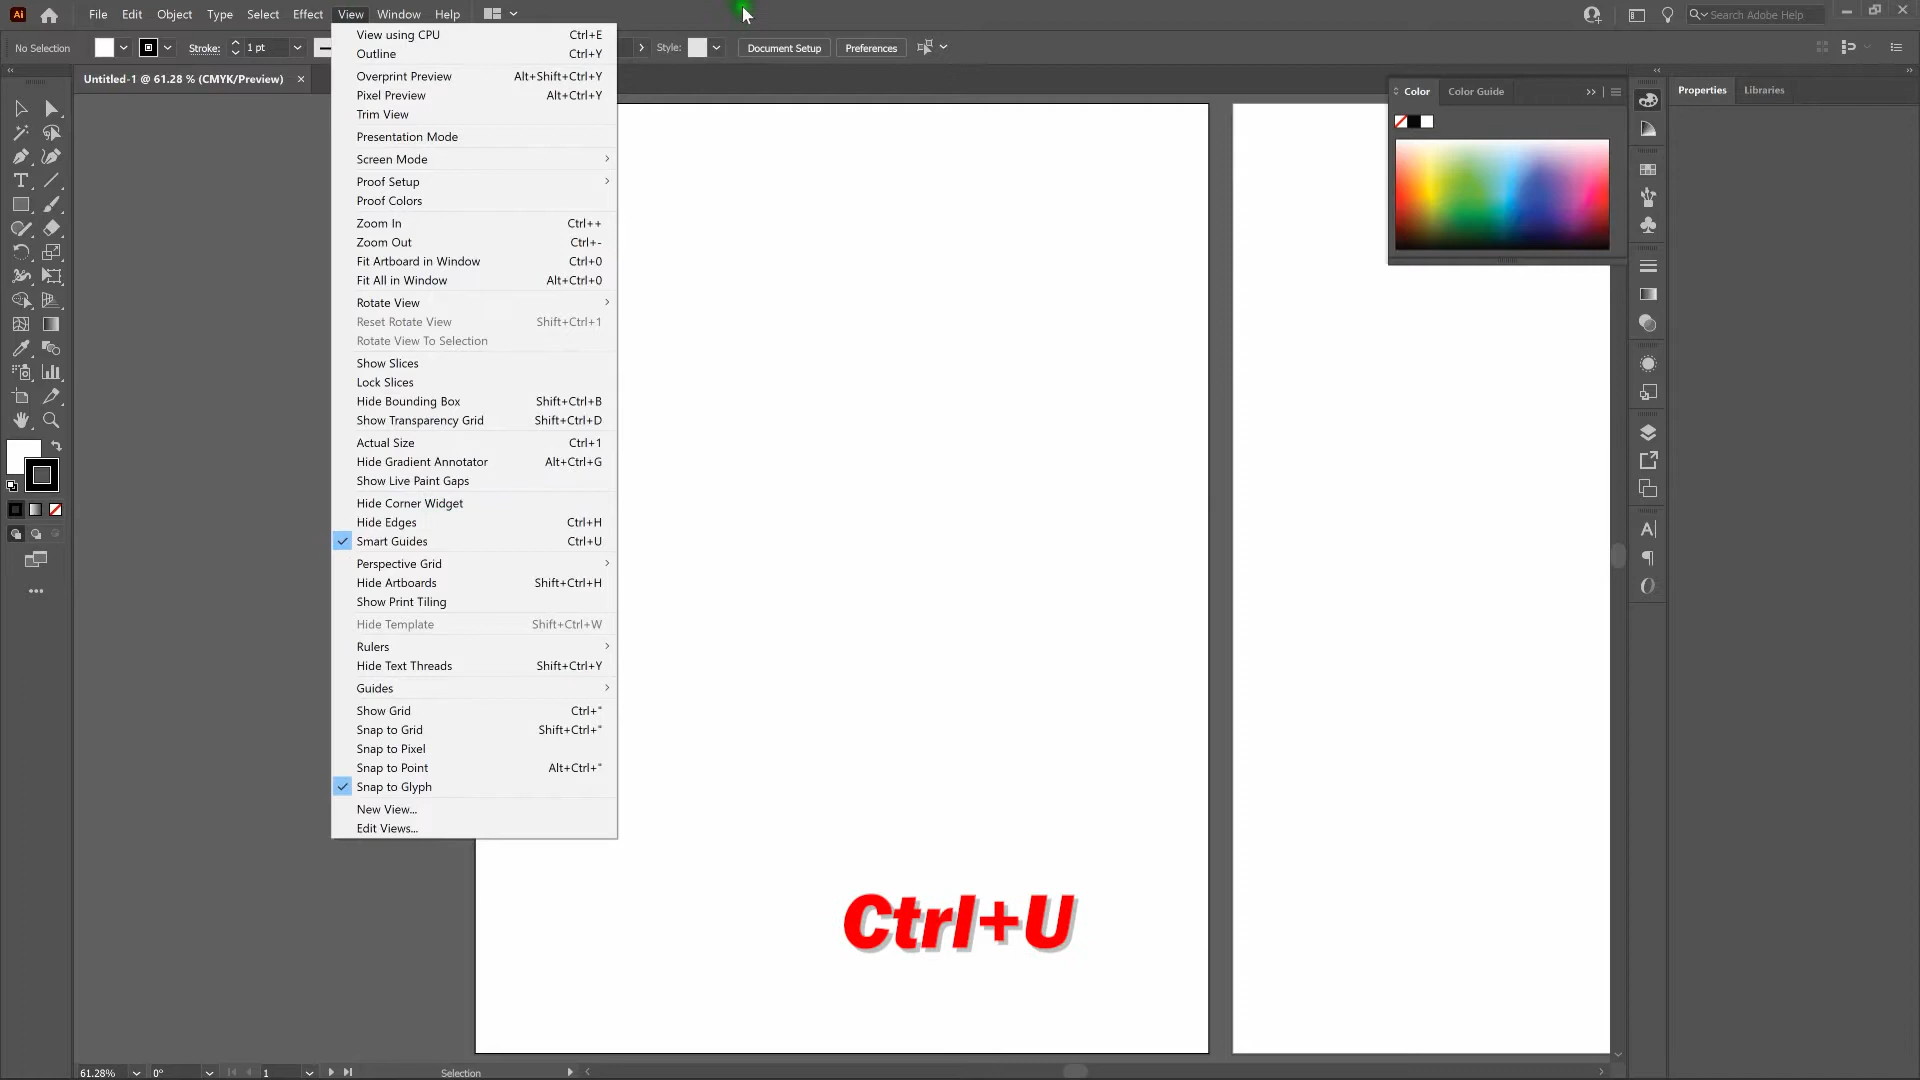 Ai File Edit Object Type Select Effect View Window Help Search Adobe Help
No Selection Stroke: 1 pt Style: Document Setup Preferences
Untitled-1 @ 61.28 % (CMYK/Preview) ×
View using CPU Ctrl+E
Outline Ctrl+Y
Overprint Preview Alt+Shift+Ctrl+Y
Pixel Preview Alt+Ctrl+Y
Trim View
Presentation Mode
Screen Mode
Proof Setup
Proof Colors
Zoom In Ctrl++
Zoom Out Ctrl+-
Fit Artboard in Window Ctrl+0
Fit All in Window Alt+Ctrl+0
Rotate View
Reset Rotate View Shift+Ctrl+1
Rotate View To Selection
Show Slices
Lock Slices
Hide Bounding Box Shift+Ctrl+B
Show Transparency Grid Shift+Ctrl+D
Actual Size Ctrl+1
Hide Gradient Annotator Alt+Ctrl+G
Show Live Paint Gaps
Hide Corner Widget
Hide Edges Ctrl+H
Smart Guides Ctrl+U
Perspective Grid
Hide Artboards Shift+Ctrl+H
Show Print Tiling
Hide Template Shift+Ctrl+W
Rulers
Hide Text Threads Shift+Ctrl+Y
Guides
Show Grid Ctrl+"
Snap to Grid Shift+Ctrl+"
Snap to Pixel
Snap to Point Alt+Ctrl+"
Snap to Glyph
New View...
Edit Views...
Color Color Guide
Properties Libraries
Ctrl+U
61.28% 0° 1 Selection